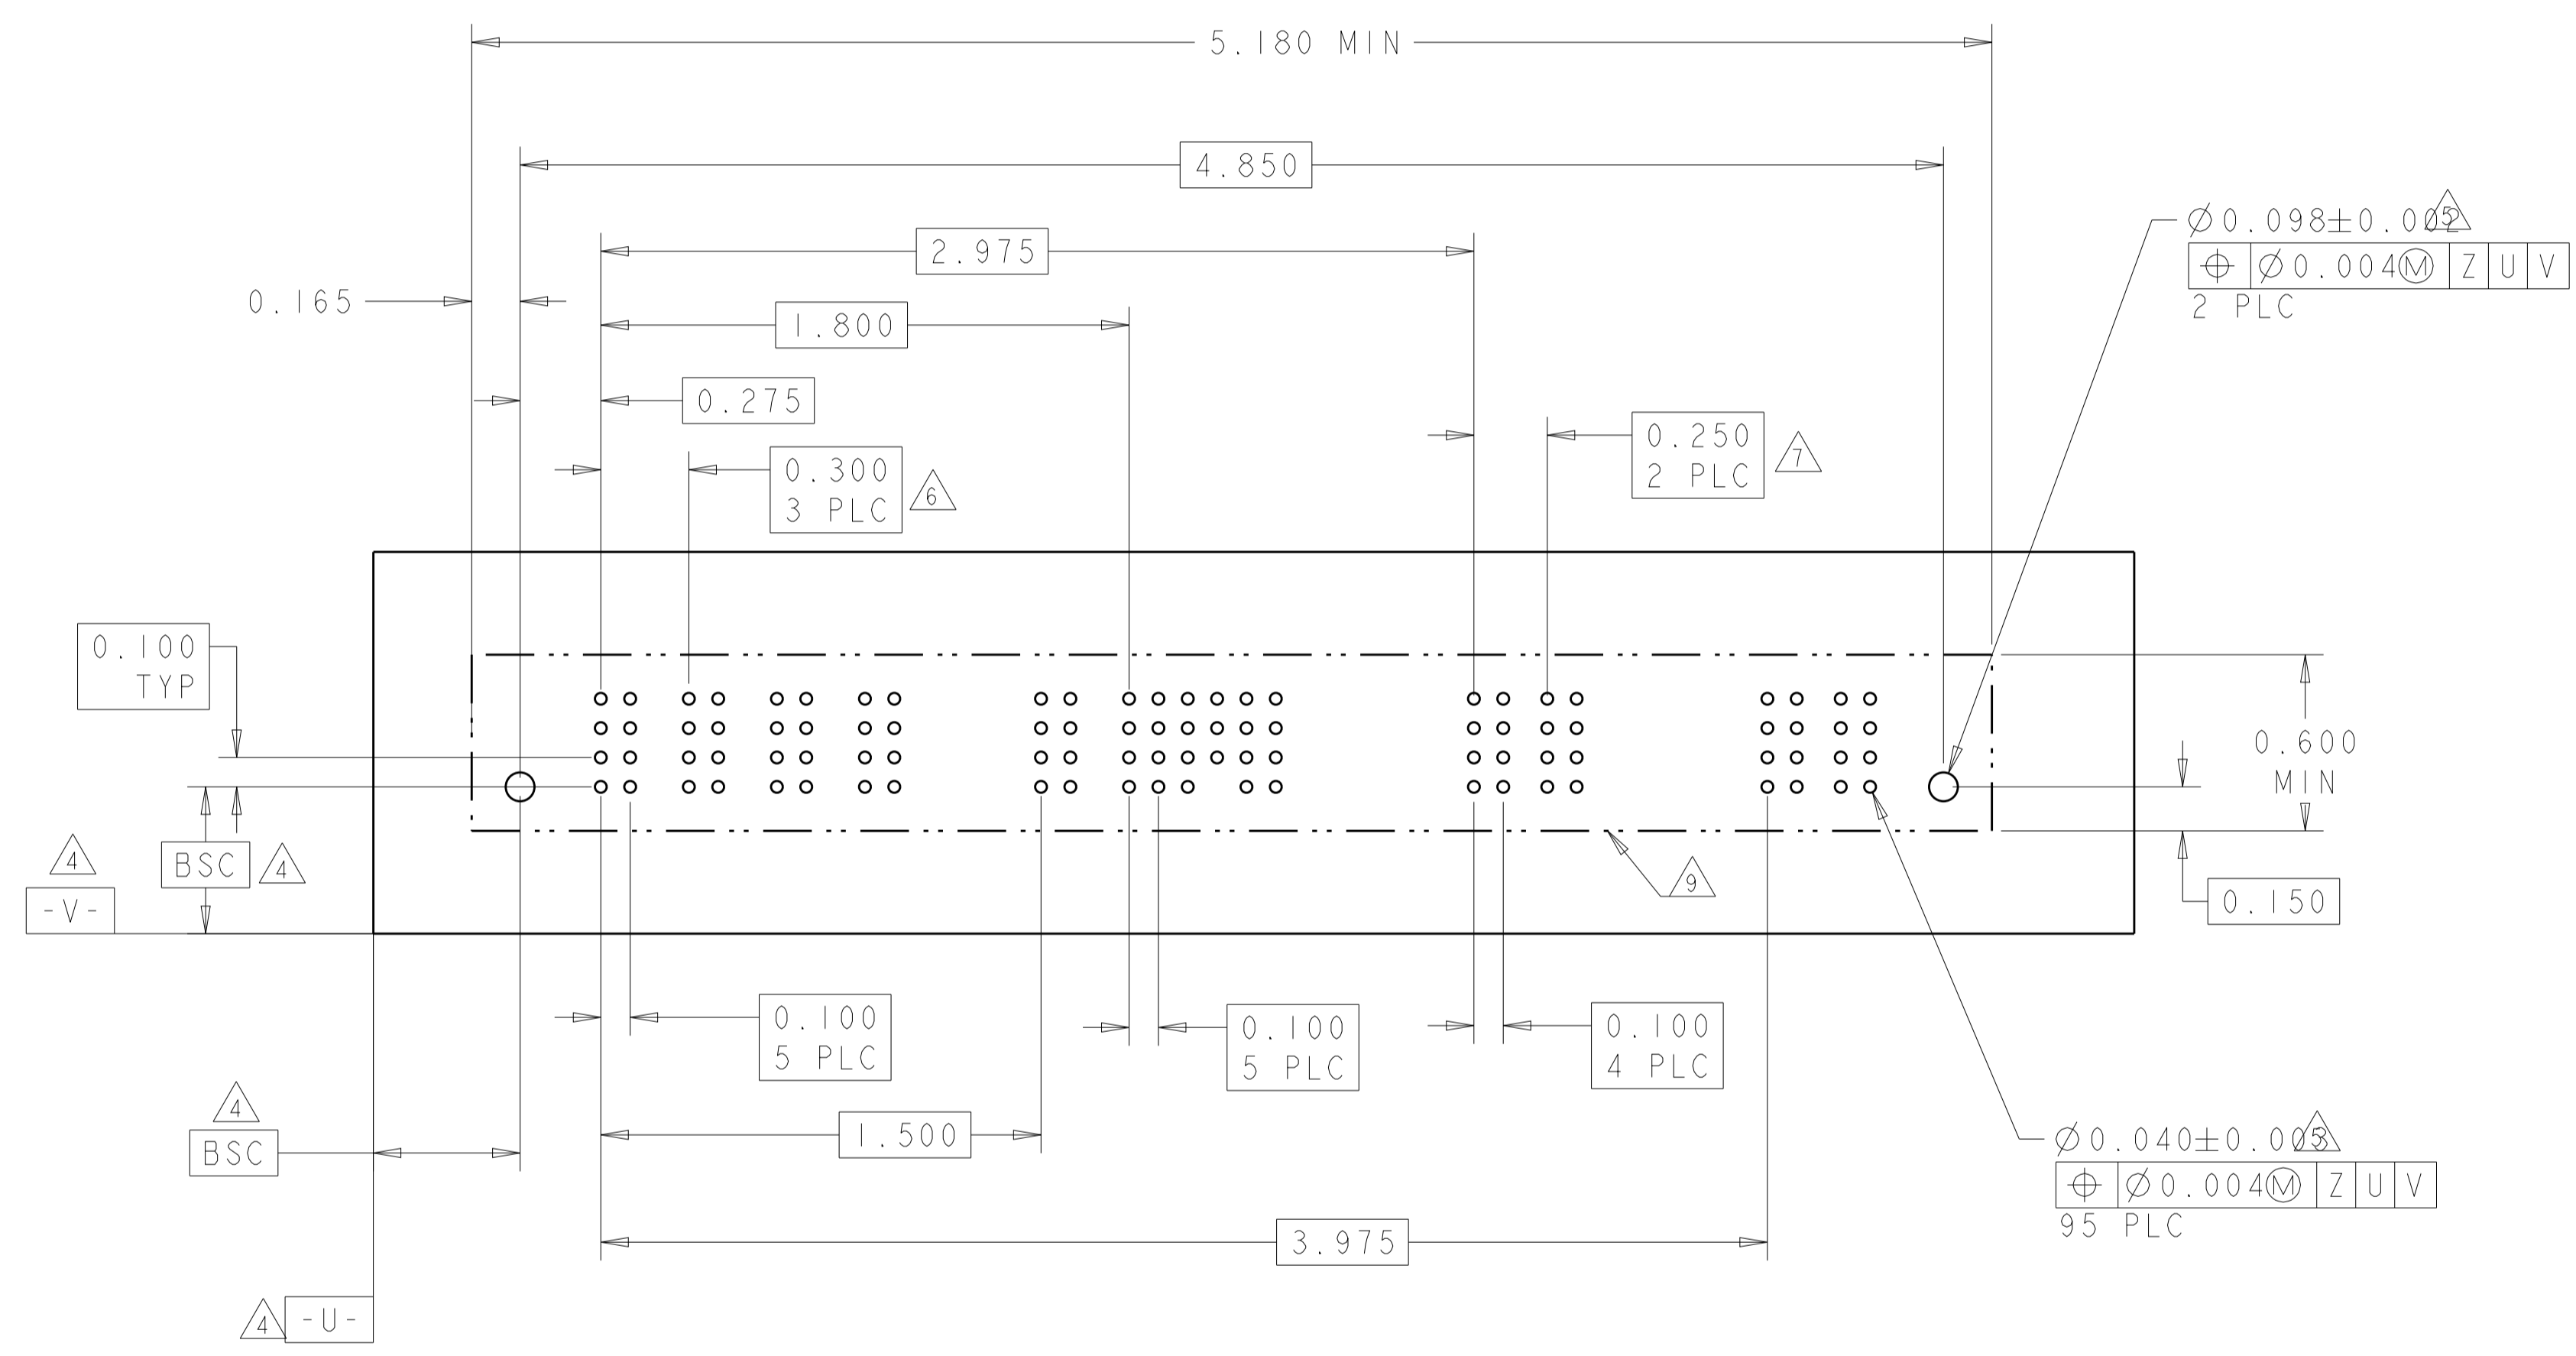 5.180 MIN
4.850
2.975
0.165
1.800
0.275
0.300
3 PLC
6
0.250
2 PLC
7
Ø0.098±0.002
5
⌖ Ø0.004Ⓜ Z U V
2 PLC
0.100
TYP
0.600
MIN
4
BSC
4
-V-
9
0.150
0.100
5 PLC
0.100
5 PLC
0.100
4 PLC
4
BSC
1.500
Ø0.040±0.003
3
⌖ Ø0.004Ⓜ Z U V
95 PLC
3.975
4
-U-